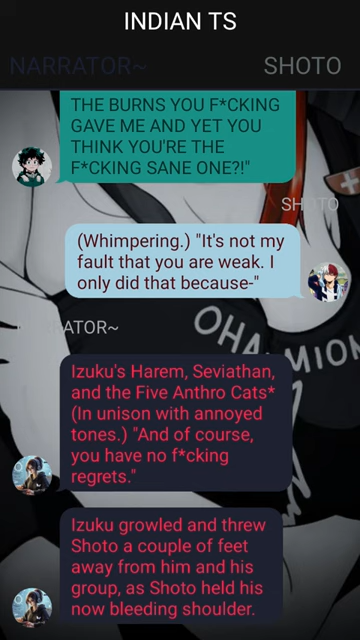 INDIAN TS
NARRATOR~
SHOTO
THE BURNS YOU F*CKING
GAVE ME AND YET YOU
THINK YOU'RE THE
F*CKING SANE ONE?!"
SHOTO
(Whimpering.) "It's not my
fault that you are weak. I
only did that because-"
OHAMMION
Izuku's Harem, Seviathan,
and the Five Anthro Cats*
(In unison with annoyed
tones.) "And of course,
you have no f*cking
regrets."
Izuku growled and threw
Shoto a couple of feet
away from him and his
group, as Shoto held his
now bleeding shoulder.